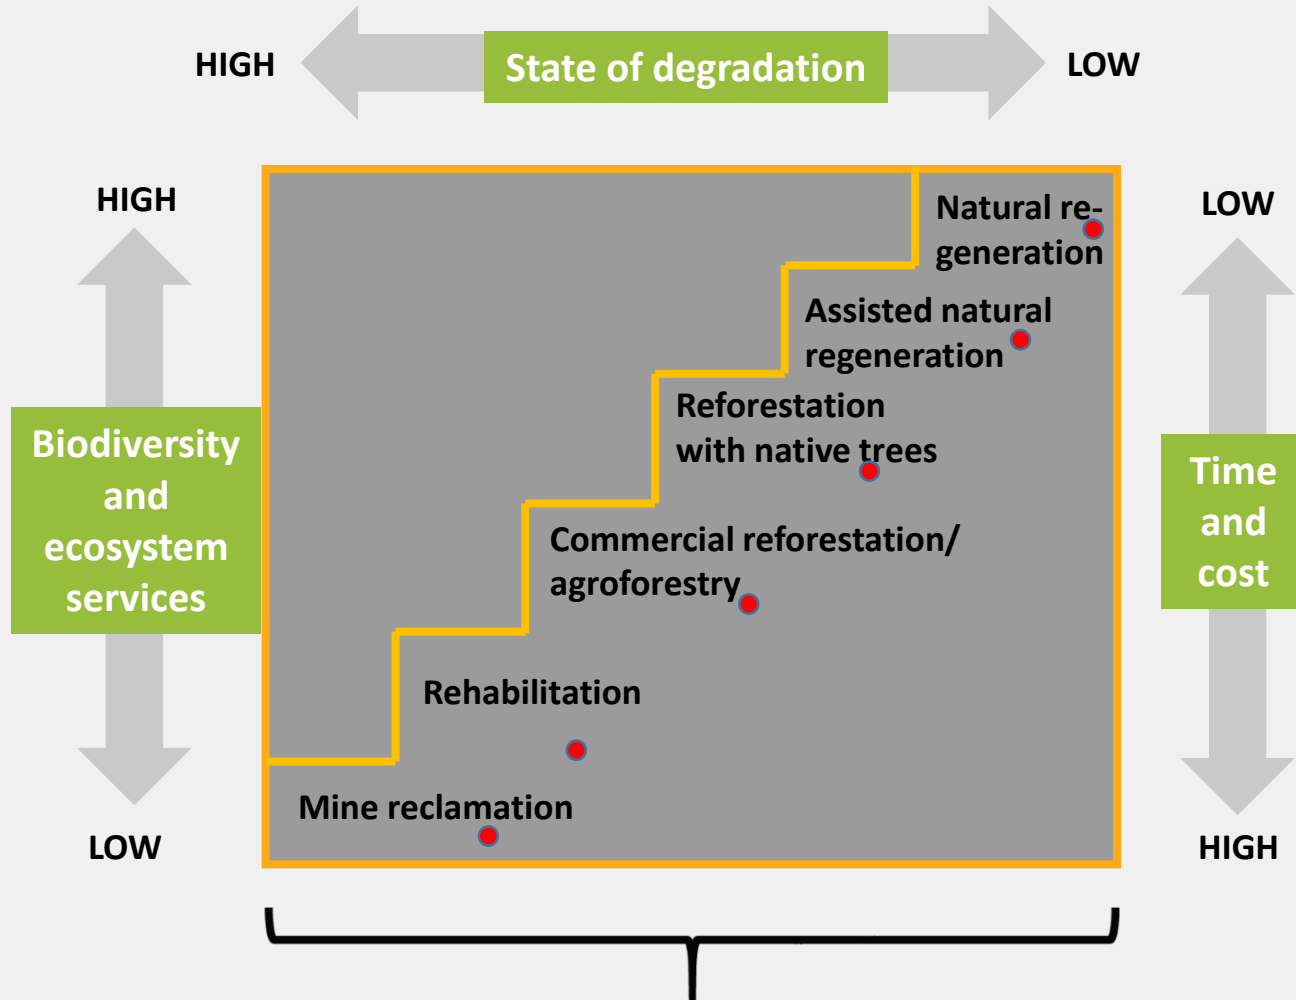 HIGH
State of degradation
LOW
HIGH
LOW
Natural re-
generation
Assisted natural
regeneration
Reforestation
with native trees
Biodiversity
and
ecosystem
services
Time
and
cost
Commercial reforestation/
agroforestry
Rehabilitation
Mine reclamation
LOW
HIGH